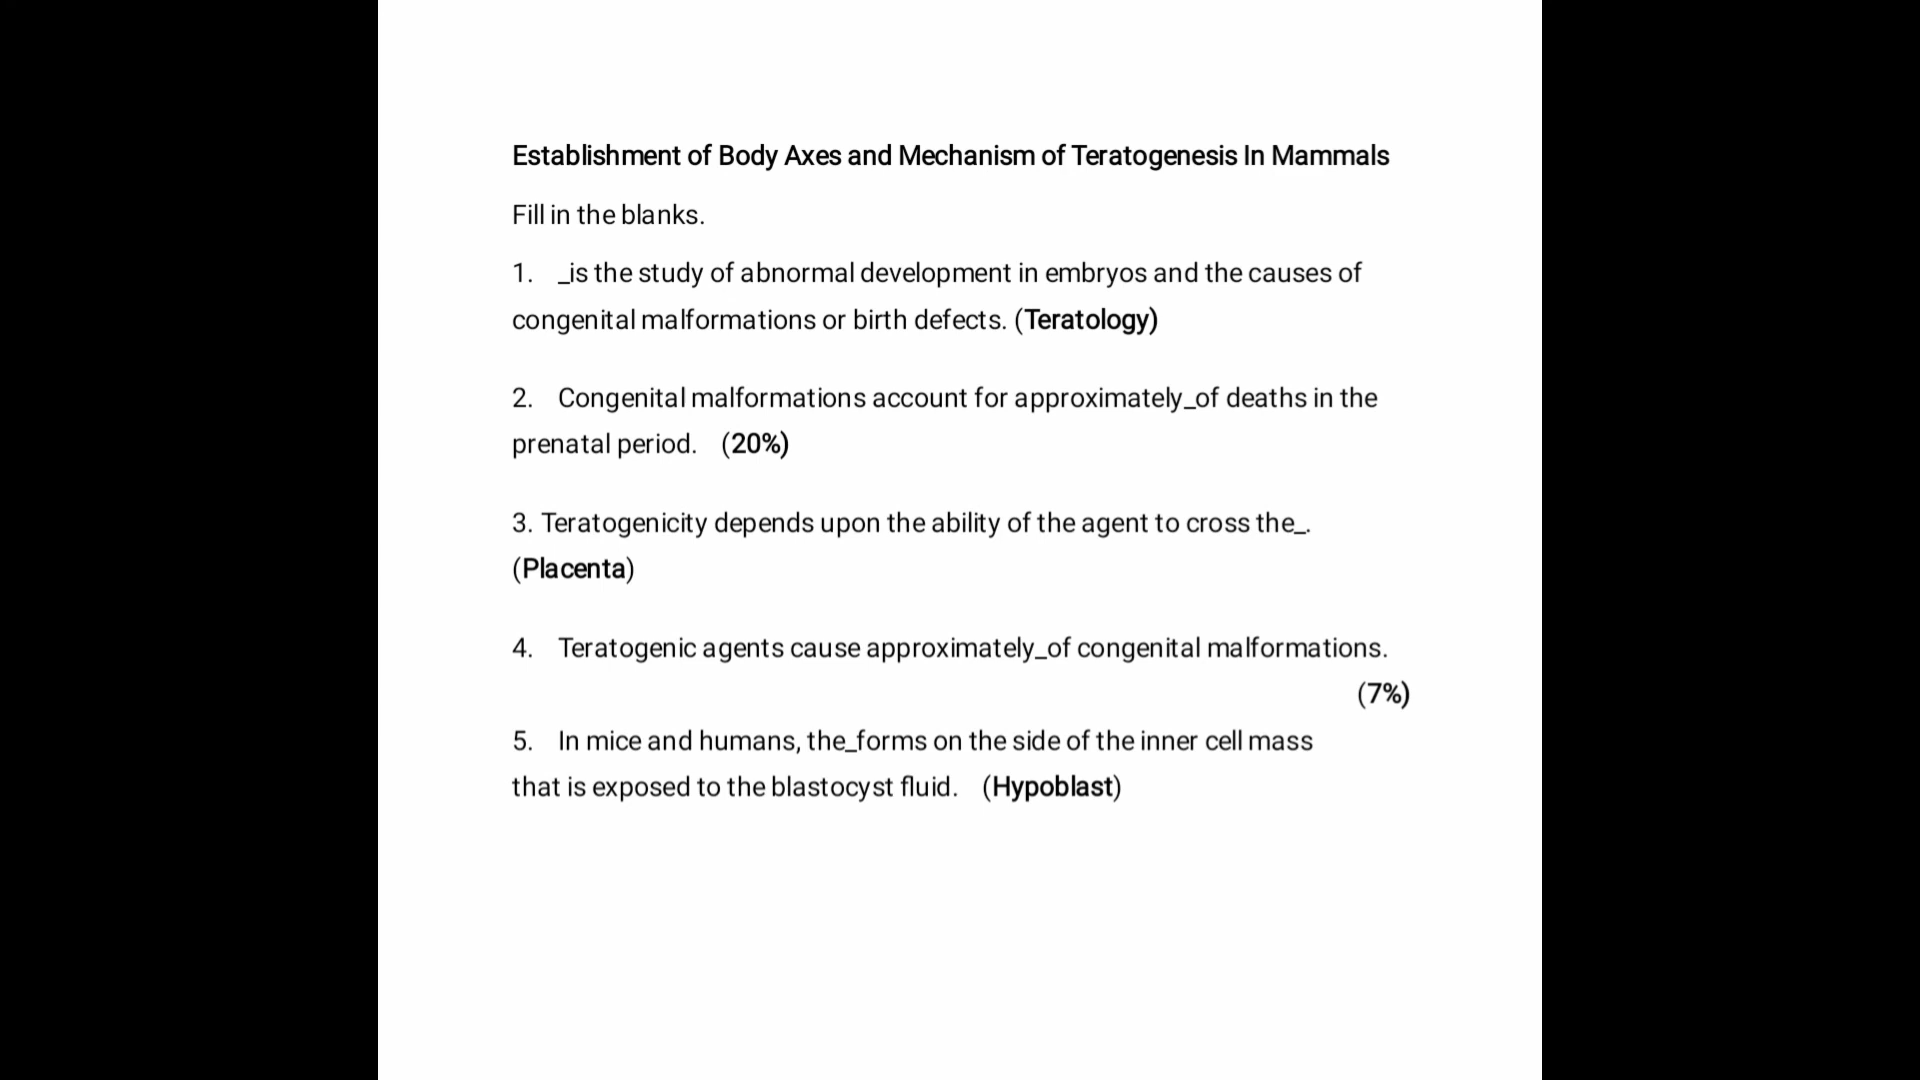 Establishment of Body Axes and Mechanism of Teratogenesis In Mammals
Fill in the blanks.
1. _is the study of abnormal development in embryos and the causes of
congenital malformations or birth defects. (Teratology)
2. Congenital malformations account for approximately_of deaths in the
prenatal period. (20%)
3. Teratogenicity depends upon the ability of the agent to cross the_.
(Placenta)
4. Teratogenic agents cause approximately_of congenital malformations.
(7%)
5. In mice and humans, the_forms on the side of the inner cell mass
that is exposed to the blastocyst fluid. (Hypoblast)